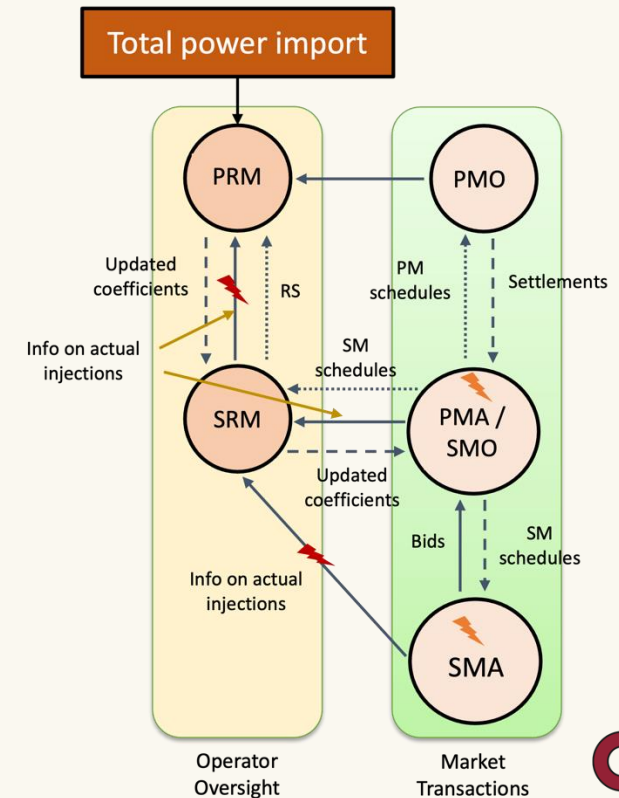 Total power import
PRM
PMO
Updated
coefficients
RS
PM
schedules
Settlements
Info on actual
injections
SM
schedules
SRM
PMA /
SMO
Updated
coefficients
Bids
SM
schedules
Info on actual
injections
SMA
Operator
Oversight
Market
Transactions